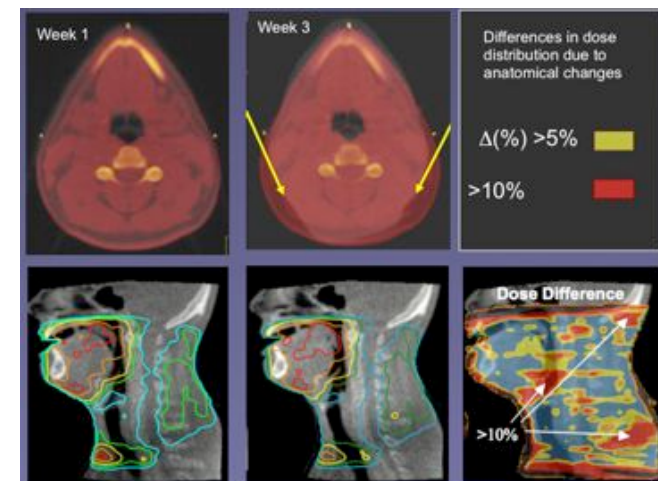 Week 1
Week 3
Differences in dose
distribution due to
anatomical changes
Δ(%) >5%
>10%
Dose Difference
>10%